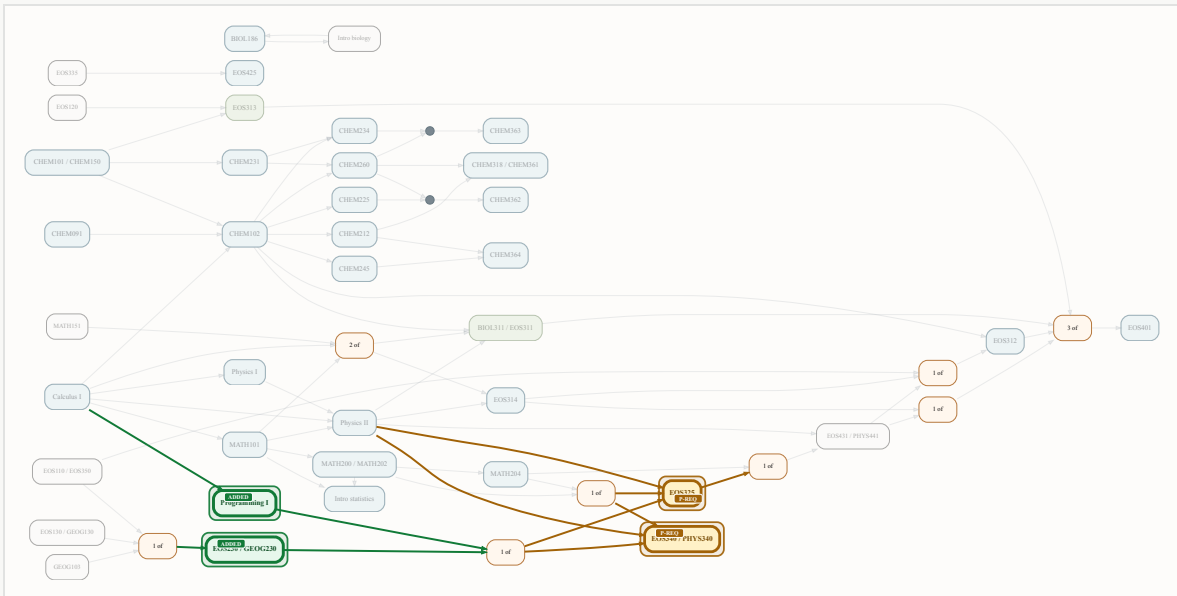 BIOL186
Intro biology
EOS335
EOS425
EOS120
EOS313
CHEM234
CHEM363
CHEM101 / CHEM150
CHEM231
CHEM260
CHEM318 / CHEM361
CHEM225
CHEM362
CHEM091
CHEM102
CHEM212
CHEM245
CHEM364
MATH151
BIOL311 / EOS311
3 of
EOS401
2 of
EOS312
Physics I
1 of
Calculus I
EOS314
1 of
Physics II
MATH101
EOS431 / PHYS441
EOS110 / EOS350
MATH200 / MATH202
MATH204
1 of
Intro statistics
1 of
EOS325
P-REQ
ADDED
Programming I
EOS130 / GEOG130
P-REQ
EOS340 / PHYS340
1 of
ADDED
EOS250 / GEOG230
1 of
GEOG103